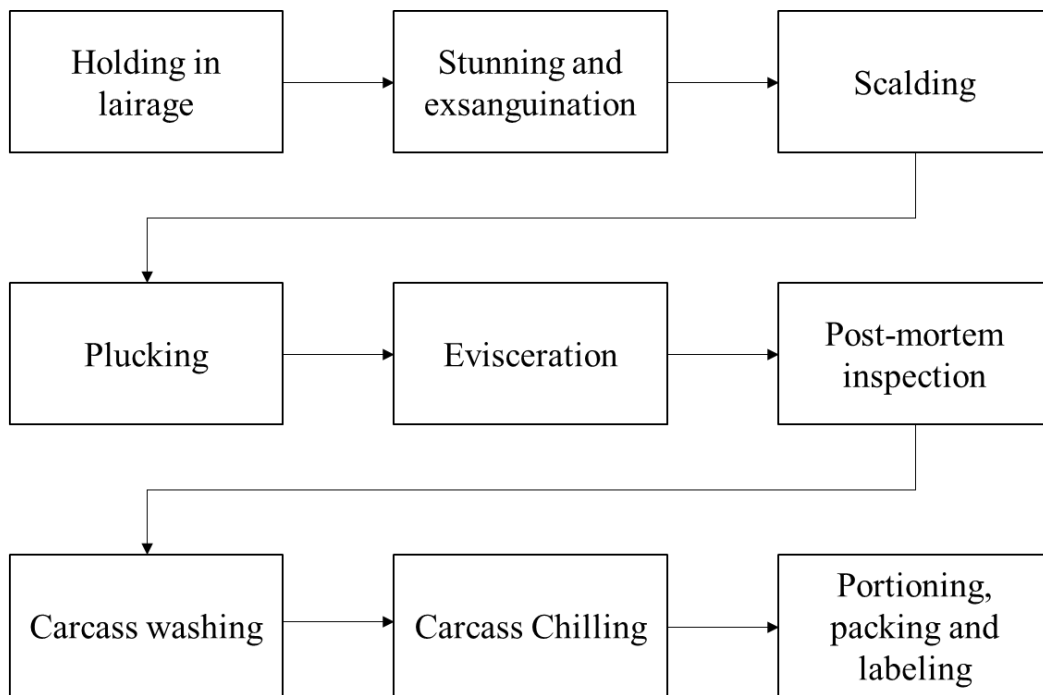 Holding in
lairage
Stunning and
exsanguination
Scalding
Plucking
Evisceration
Post-mortem
inspection
Carcass washing
Carcass Chilling
Portioning,
packing and
labeling